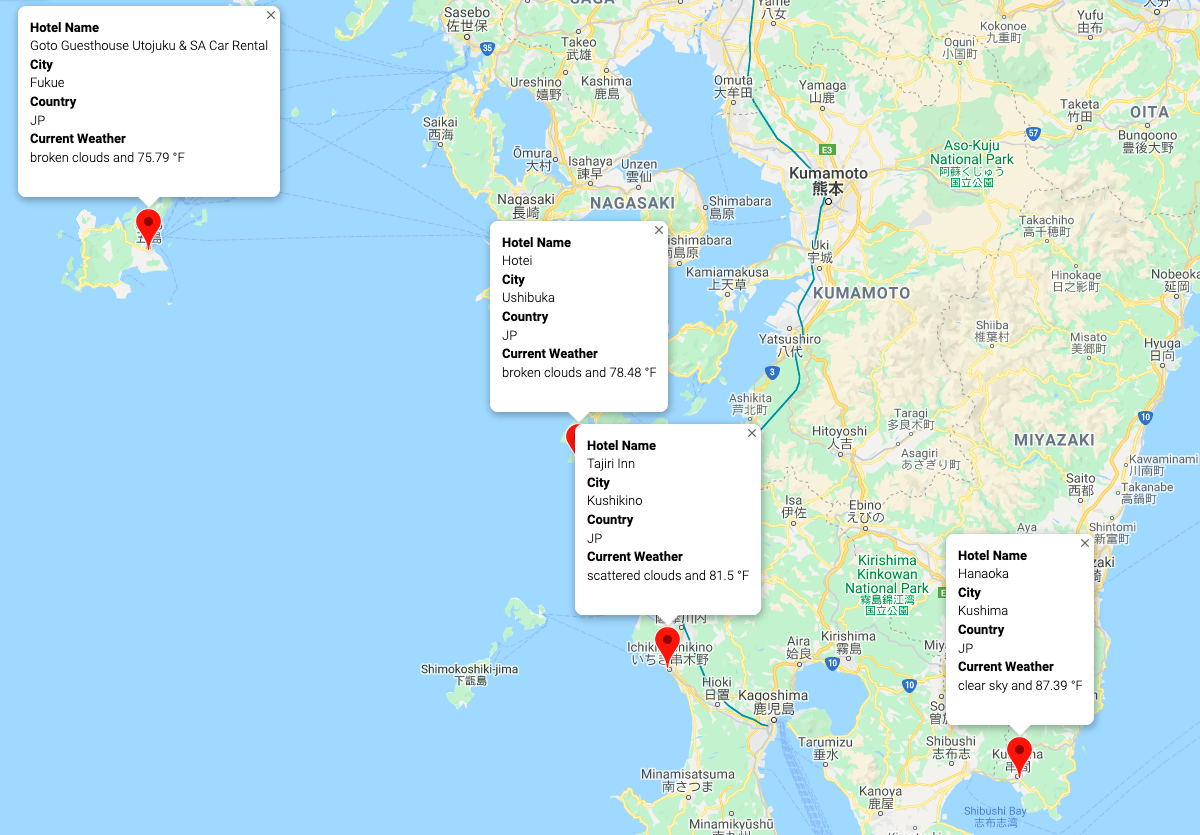 Hotel Name
Goto Guesthouse Utojuku & SA Car Rental
City
Fukue
Country
JP
Current Weather
broken clouds and 75.79 °F
Hotel Name
Hotei
City
Ushibuka
Country
JP
Current Weather
broken clouds and 78.48 °F
Hotel Name
Tajiri Inn
City
Kushikino
Country
JP
Current Weather
scattered clouds and 81.5 °F
Hotel Name
Hanaoka
City
Kushima
Country
JP
Current Weather
clear sky and 87.39 °F
Sasebo
佐世保
35
Takeo
武雄
Ureshino
嬉野
Kashima
鹿島
Saikai
西海
Ōmura
大村
Isahaya
諫早
Unzen
雲仙
Nagasaki
長崎
NAGASAKI
Shimabara
島原
Yame
八女
Omuta
大牟田
Yamaga
山鹿
E3
Kumamoto
熊本
Uki
宇城
KUMAMOTO
Kamiamakusa
上天草
Yatsushiro
八代
3
Ashikita
芦北町
Kokonoe
九重町
Yufu
由布
Oguni
小国町
Taketa
竹田
OITA
57
Bungoono
豊後大野
Aso-Kuju
National Park
阿蘇くじゅう
国立公園
Takachiho
高千穂町
Hinokage
日之影町
Nobeoka
延岡
Shiiba
椎葉村
Misato
美郷町
Hyuga
日向
10
Taragi
多良木町
Hitoyoshi
人吉
Asagiri
あさぎり町
MIYAZAKI
Kawaminami
川南町
Saito
西都
Takanabe
高鍋町
Shintomi
新富町
Aya
Isa
伊佐
Ebino
えびの
Kirishima
Kinkowan
National Park
霧島錦江湾
国立公園
Aira
姶良
Kirishima
霧島
10
10
Hioki
日置
Kagoshima
鹿児島
Tarumizu
垂水
Shibushi
志布志
Kanoya
鹿屋
Shibushi Bay
志布志湾
Minamisatsuma
南さつま
Minamikyūshū
Shimokoshiki-jima
下甑島
串間